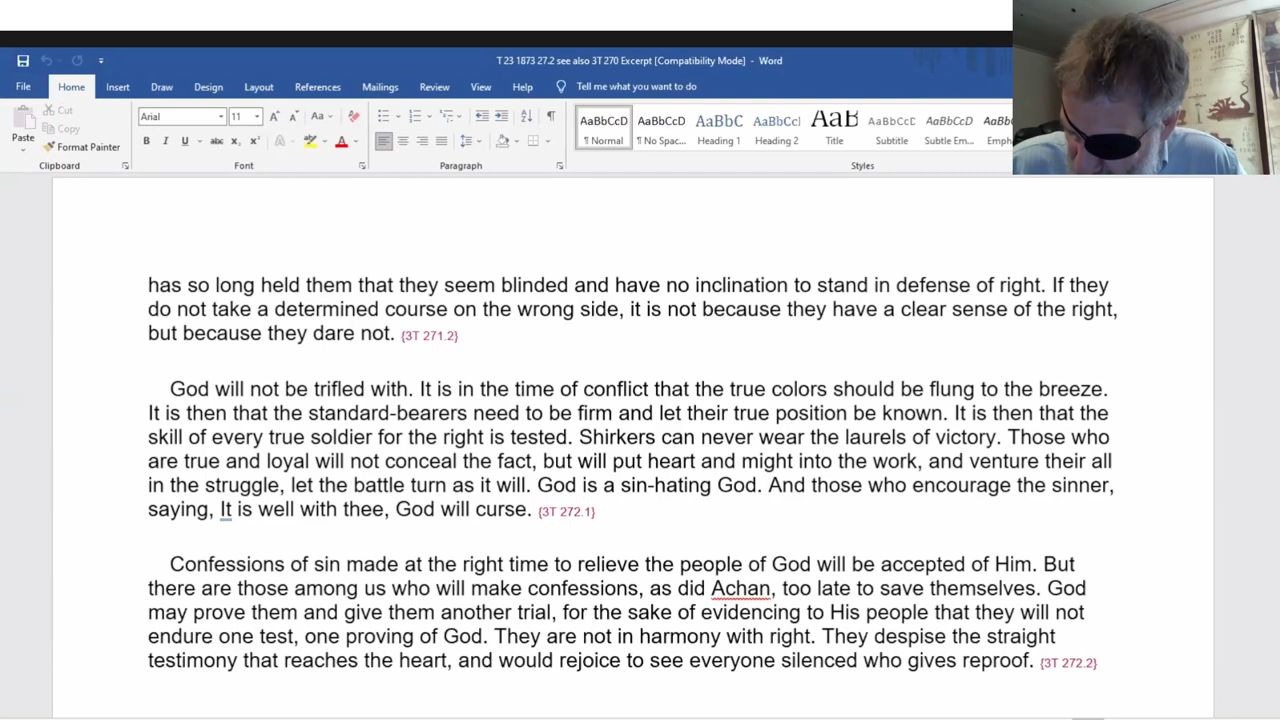 T 23 1873 27.2 see also 3T 270 Excerpt [Compatibility Mode] - Word
File Home Insert Draw Design Layout References Mailings Review View Help Tell me what you want to do
Paste
Cut
Copy
Format Painter
Clipboard
Arial 11
Font
Paragraph
AaBbCcD AaBbCcD AaBbC AaBbCcI AaB AaBbCcD AaBbCcD AaBb
¶ Normal ¶ No Spac... Heading 1 Heading 2 Title Subtitle Subtle Em... Emph
Styles
has so long held them that they seem blinded and have no inclination to stand in defense of right. If they
do not take a determined course on the wrong side, it is not because they have a clear sense of the right,
but because they dare not. {3T 271.2}
God will not be trifled with. It is in the time of conflict that the true colors should be flung to the breeze.
It is then that the standard-bearers need to be firm and let their true position be known. It is then that the
skill of every true soldier for the right is tested. Shirkers can never wear the laurels of victory. Those who
are true and loyal will not conceal the fact, but will put heart and might into the work, and venture their all
in the struggle, let the battle turn as it will. God is a sin-hating God. And those who encourage the sinner,
saying, It is well with thee, God will curse. {3T 272.1}
Confessions of sin made at the right time to relieve the people of God will be accepted of Him. But
there are those among us who will make confessions, as did Achan, too late to save themselves. God
may prove them and give them another trial, for the sake of evidencing to His people that they will not
endure one test, one proving of God. They are not in harmony with right. They despise the straight
testimony that reaches the heart, and would rejoice to see everyone silenced who gives reproof. {3T 272.2}